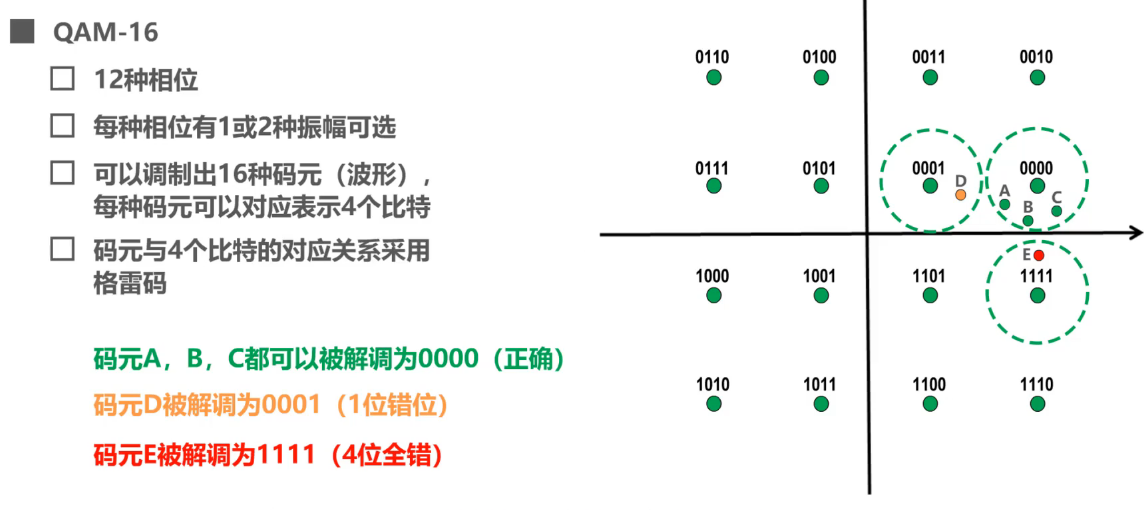 QAM-16
12种相位
每种相位有1或2种振幅可选
可以调制出16种码元（波形），
每种码元可以对应表示4个比特
码元与4个比特的对应关系采用
格雷码
码元A，B，C都可以被解调为0000（正确）
码元D被解调为0001（1位错位）
码元E被解调为1111（4位全错）
0110 0100 0011 0010
0111 0101 0001 0000
D A B C
E
1000 1001 1101 1111
1010 1011 1100 1110